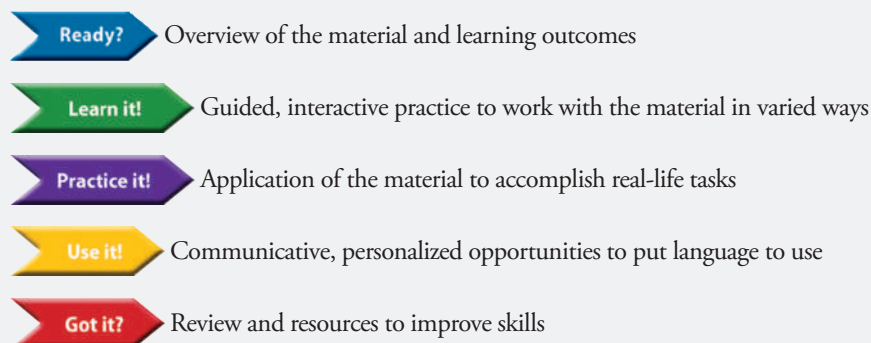 Ready? Overview of the material and learning outcomes
Learn it! Guided, interactive practice to work with the material in varied ways
Practice it! Application of the material to accomplish real-life tasks
Use it! Communicative, personalized opportunities to put language to use
Got it? Review and resources to improve skills